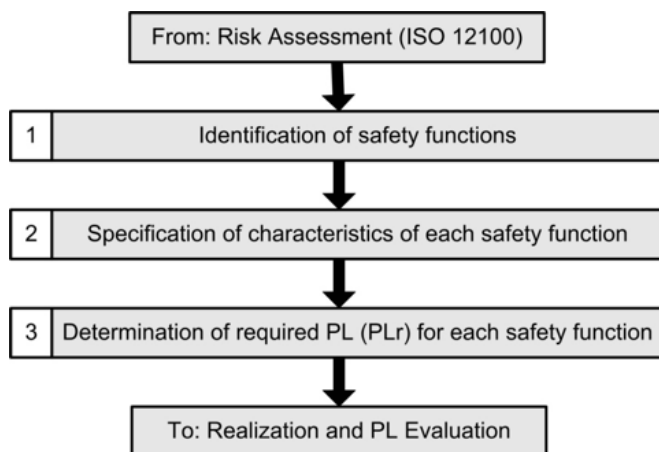 From: Risk Assessment (ISO 12100)
1 Identification of safety functions
2 Specification of characteristics of each safety function
3 Determination of required PL (PLr) for each safety function
To: Realization and PL Evaluation